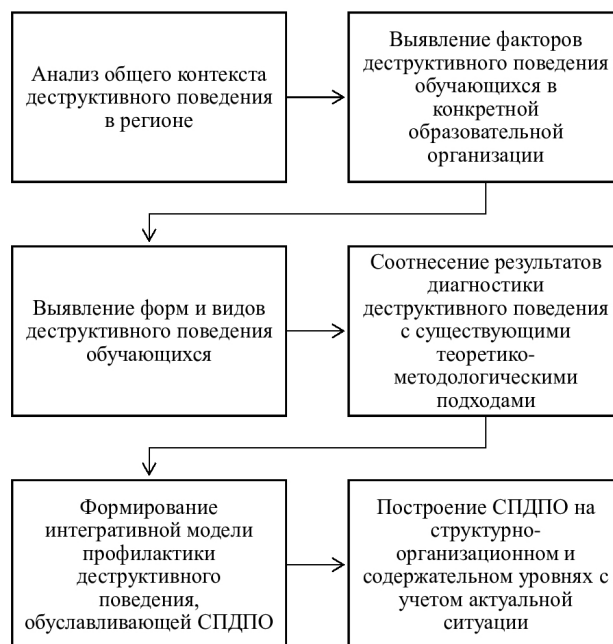 Анализ общего контекста
деструктивного поведения
в регионе
Выявление факторов
деструктивного поведения
обучающихся в
конкретной
образовательной
организации
Выявление форм и видов
деструктивного поведения
обучающихся
Соотнесение результатов
диагностики
деструктивного поведения
с существующими
теоретико-
методологическими
подходами
Формирование
интегративной модели
профилактики
деструктивного
поведения,
обуславливающей СПДПО
Построение СПДПО на
структурно-
организационном и
содержательном уровнях с
учетом актуальной
ситуации